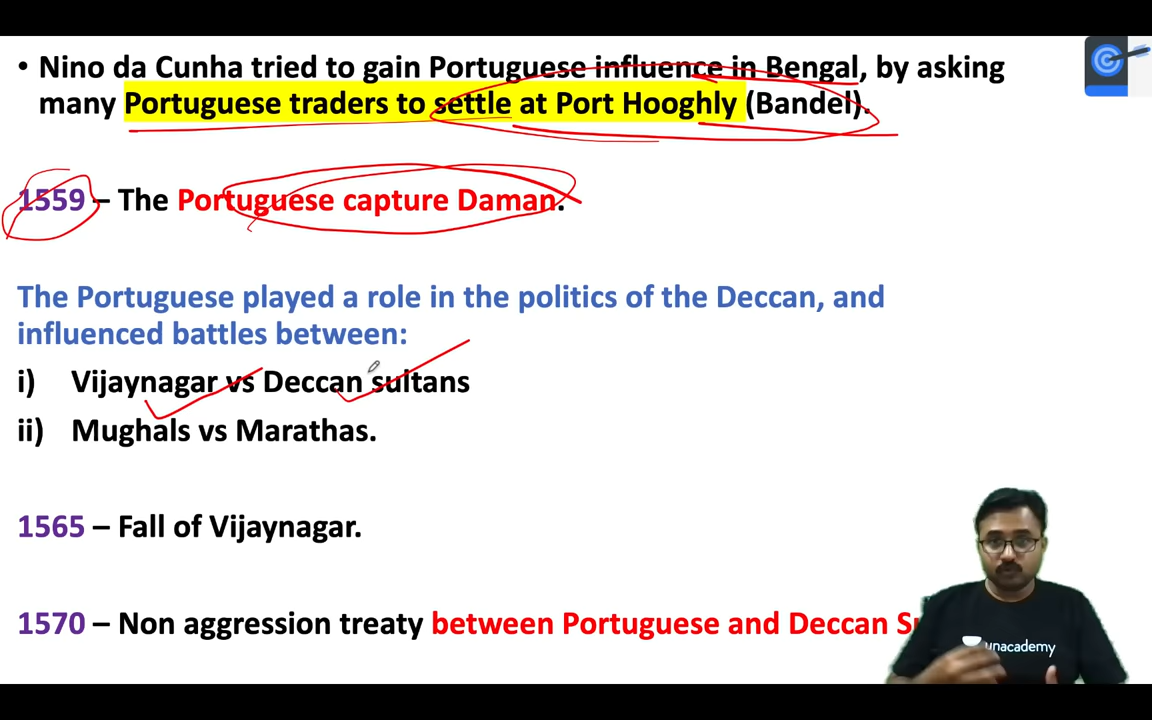 • Nino da Cunha tried to gain Portuguese influence in Bengal, by asking
many Portuguese traders to settle at Port Hooghly (Bandel).
1559 – The Portuguese capture Daman.
The Portuguese played a role in the politics of the Deccan, and
influenced battles between:
i) Vijaynagar vs Deccan sultans
ii) Mughals vs Marathas.
1565 – Fall of Vijaynagar.
1570 – Non aggression treaty between Portuguese and Deccan
unacademy